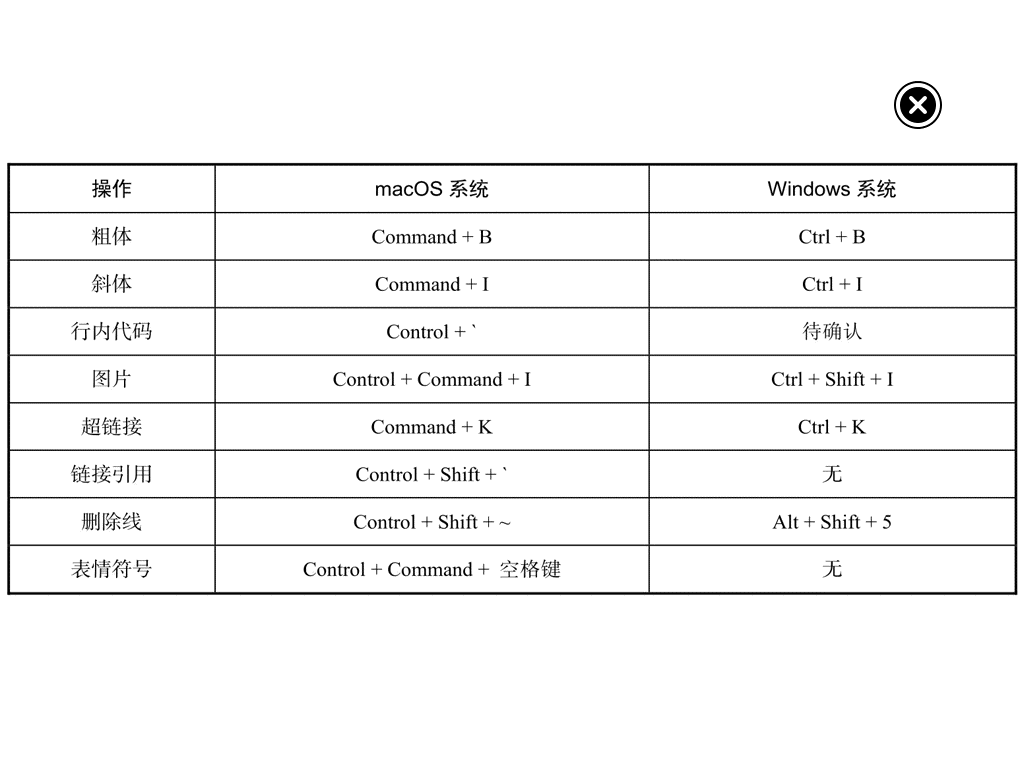 操作 macOS 系统 Windows 系统
粗体 Command + B Ctrl + B
斜体 Command + I Ctrl + I
行内代码 Control + ` 待确认
图片 Control + Command + I Ctrl + Shift + I
超链接 Command + K Ctrl + K
链接引用 Control + Shift + ` 无
删除线 Control + Shift + ~ Alt + Shift + 5
表情符号 Control + Command + 空格键 无